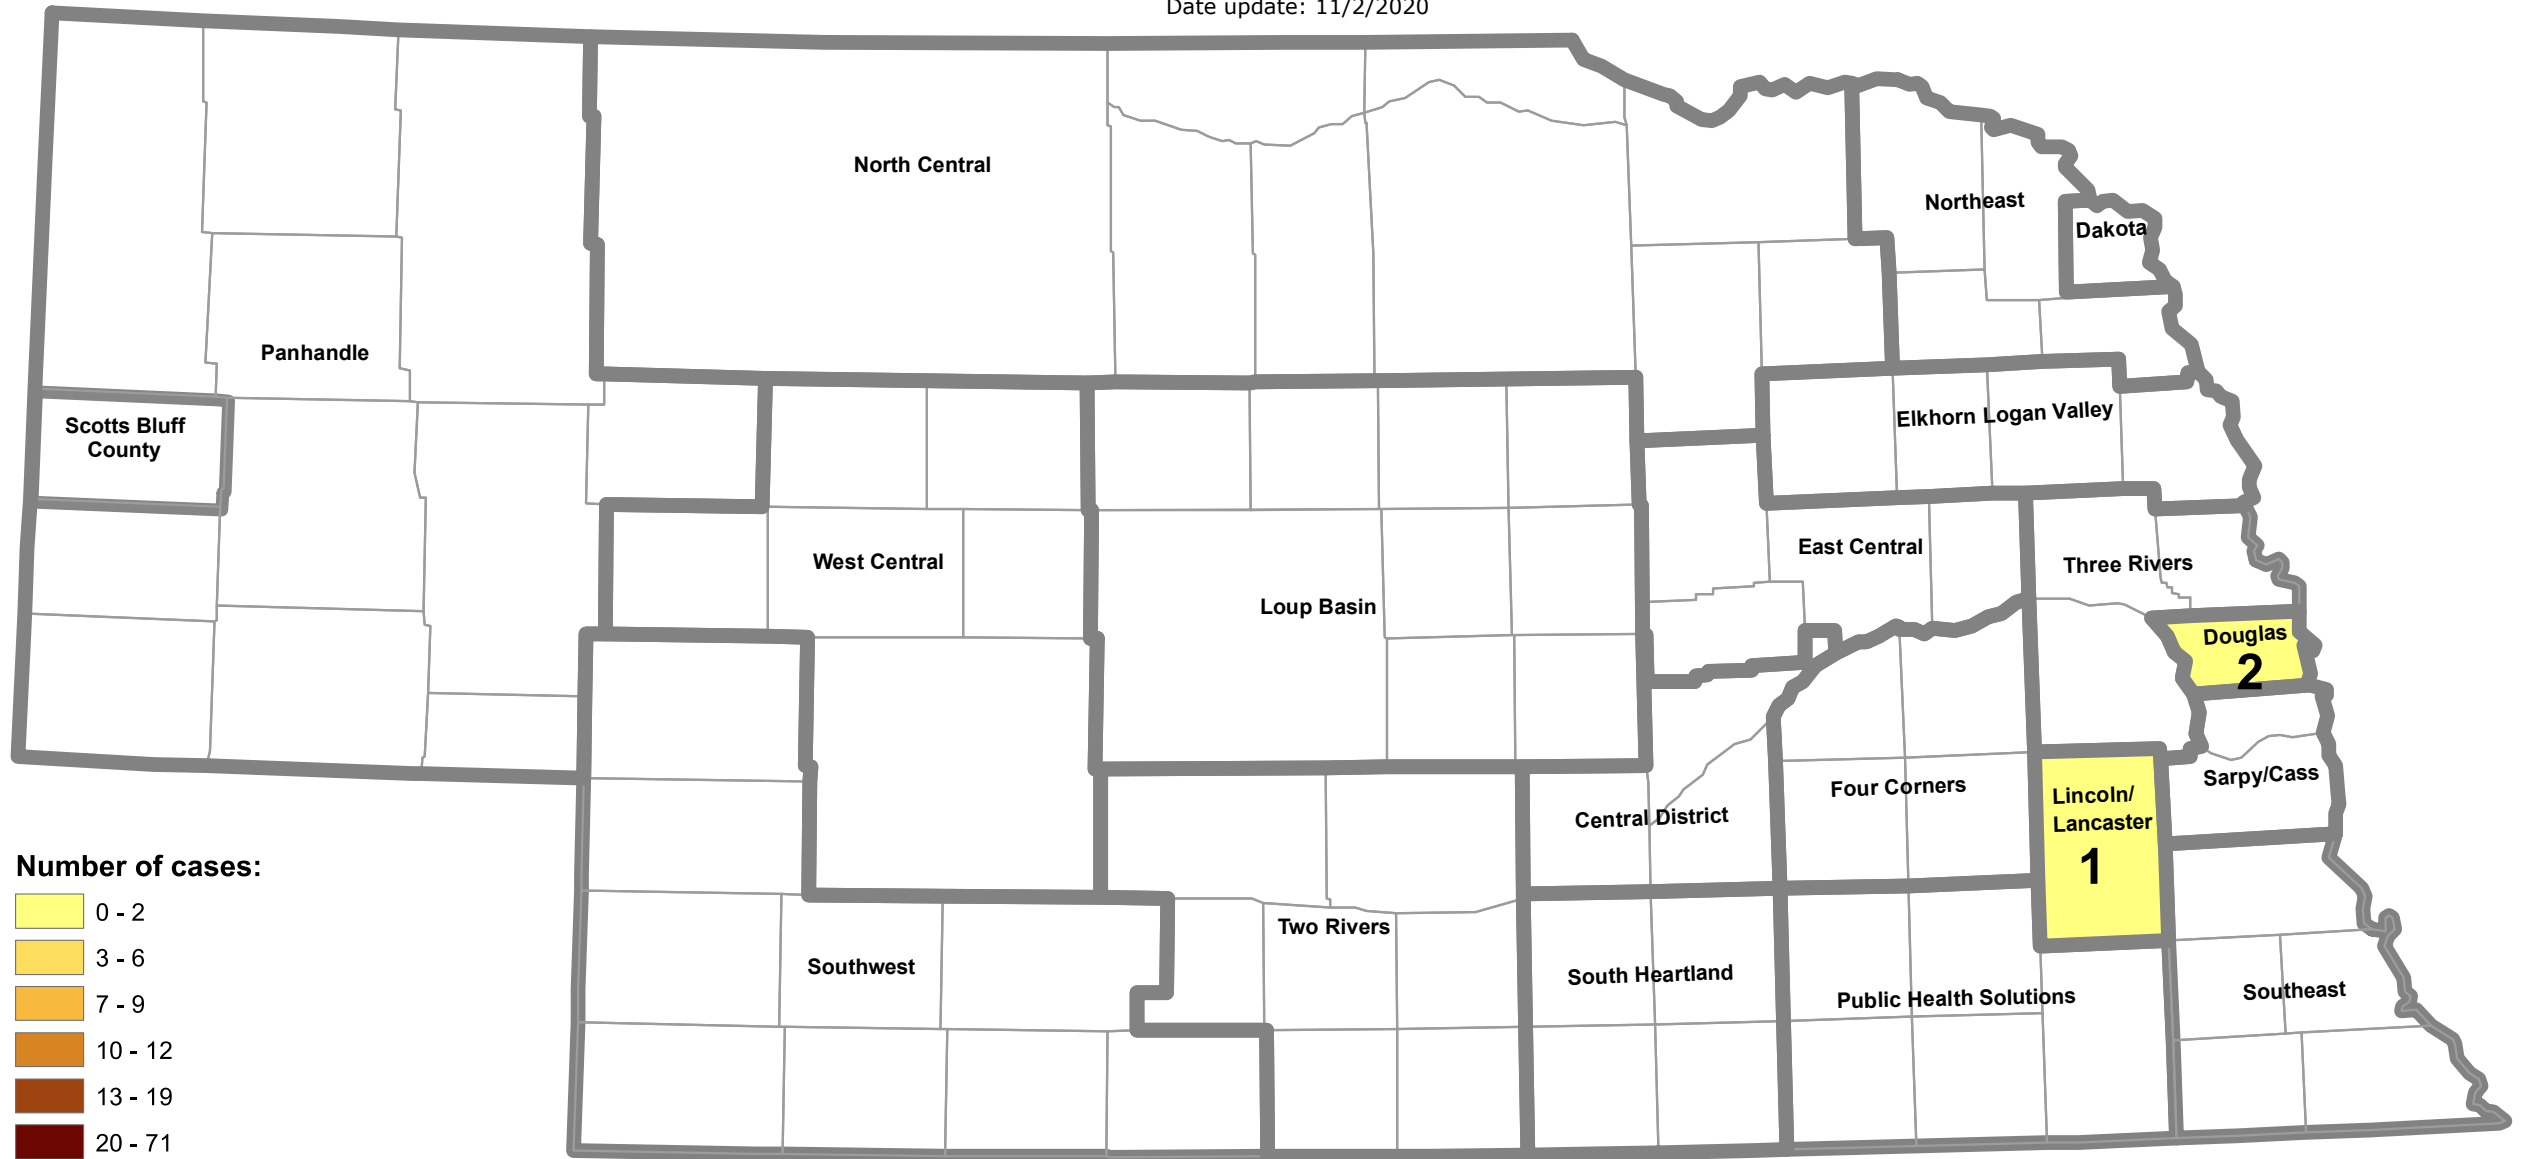 Date update: 11/2/2020
North Central
Northeast
Dakota
Panhandle
Scotts Bluff
County
Elkhorn Logan Valley
West Central
East Central
Three Rivers
Loup Basin
Douglas
2
Sarpy/Cass
Four Corners
Lincoln/
Lancaster
1
Central District
Two Rivers
Southwest
South Heartland
Public Health Solutions
Southeast
Number of cases:
0 - 2
3 - 6
7 - 9
10 - 12
13 - 19
20 - 71